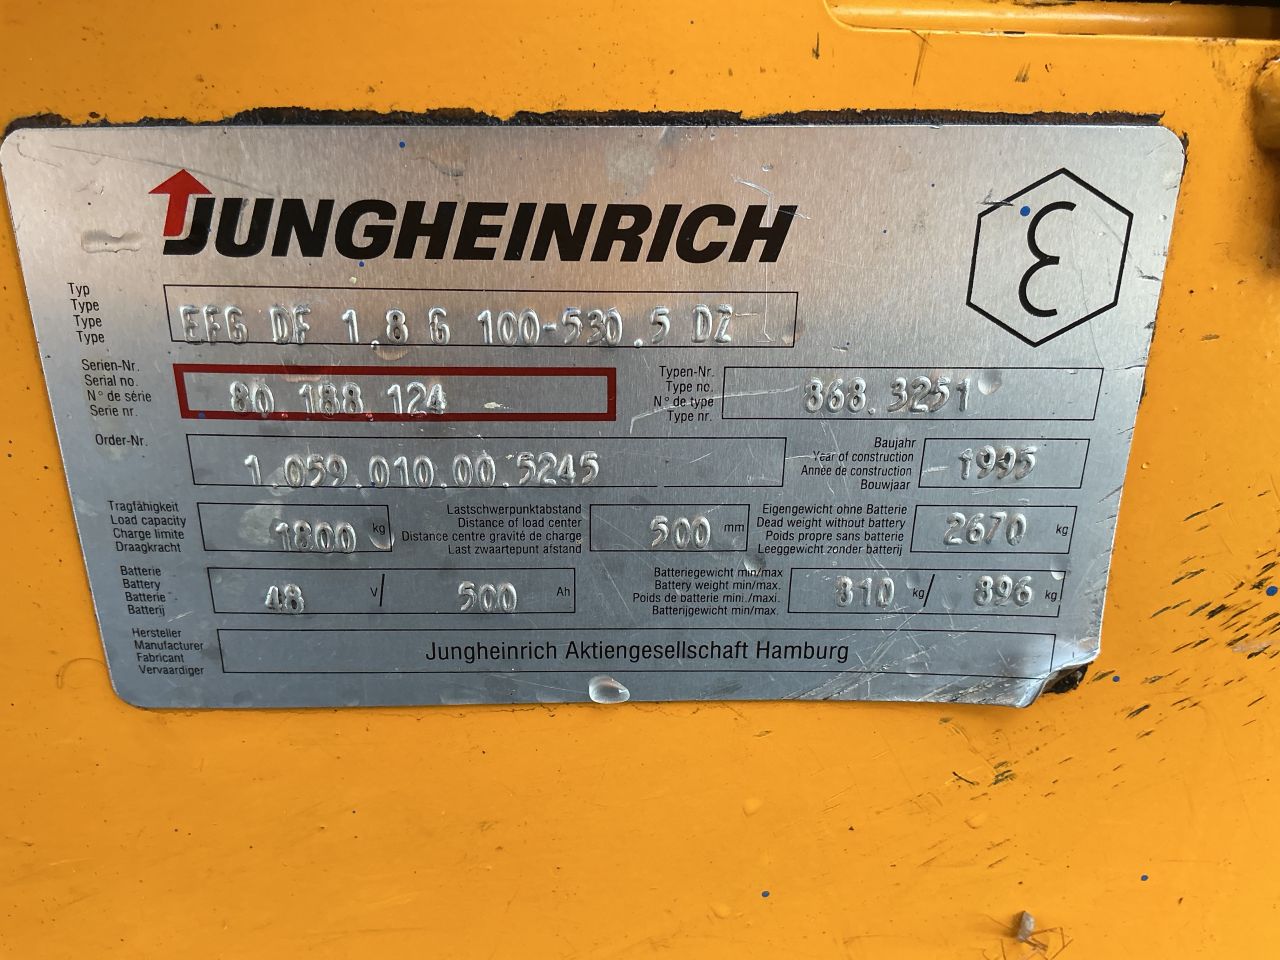 JUNGHEINRICH
Ɛ
Typ
Type
Type
Type
EFG DF 1.8 G 100-530.5 DZ
Serien-Nr.
Serial no.
N° de série
Serie nr.
80 188 124
Typen-Nr.
Type no.
N° de type
Type nr.
868.3251
Order-Nr.
1.059.010.00.5245
Baujahr
Year of construction
Année de construction
Bouwjaar
1995
Tragfähigkeit
Load capacity
Charge limite
Draagkracht
1800 kg
Lastschwerpunktabstand
Distance of load center
Distance centre gravité de charge
Last zwaartepunt afstand
500 mm
Eigengewicht ohne Batterie
Dead weight without battery
Poids propre sans batterie
Leeggewicht zonder batterij
2670 kg
Batterie
Battery
Batterie
Batterij
48 V / 500 Ah
Batteriegewicht min/max
Battery weight min/max.
Poids de batterie mini./maxi.
Batterijgewicht min/max.
810 kg / 896 kg
Hersteller
Manufacturer
Fabricant
Vervaardiger
Jungheinrich Aktiengesellschaft Hamburg